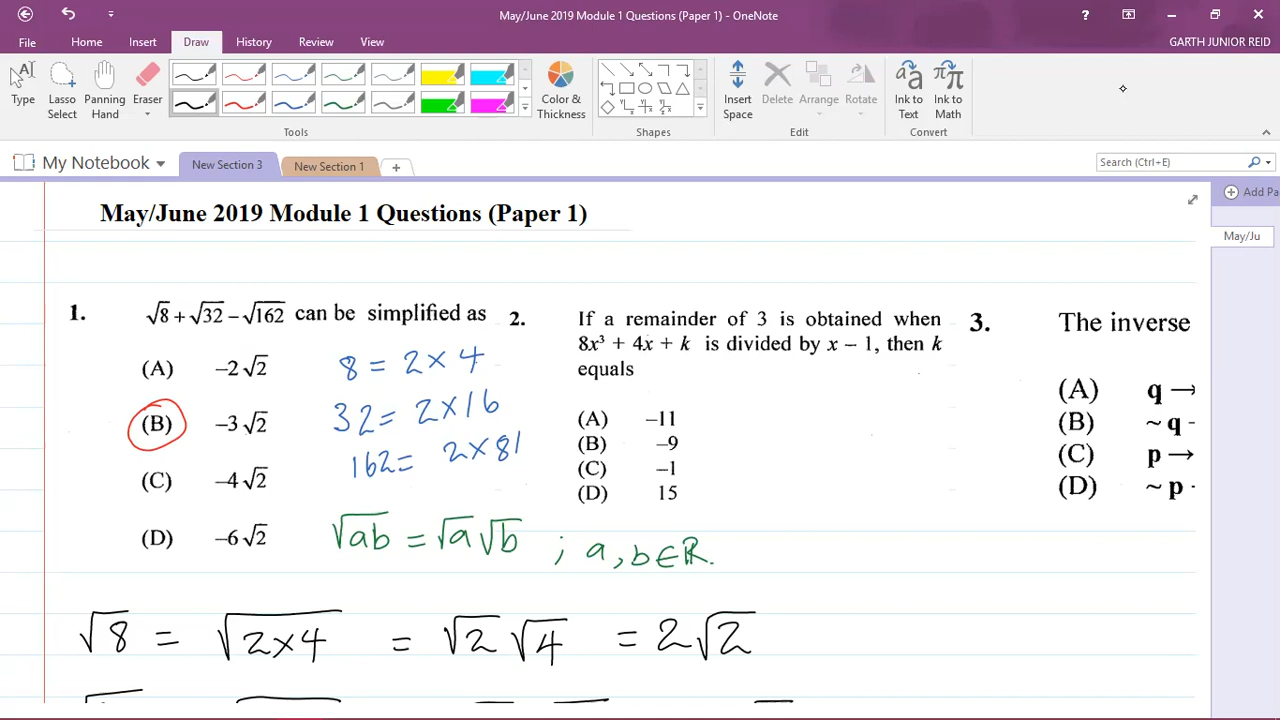 May/June 2019 Module 1 Questions (Paper 1) - OneNote
File Home Insert Draw History Review View
GARTH JUNIOR REID
Type
Lasso Select
Panning Hand
Eraser
Color & Thickness
Insert Space
Delete
Arrange
Rotate
Ink to Text
Ink to Math
Tools
Shapes
Edit
Convert
My Notebook
New Section 3
New Section 1
Search (Ctrl+E)
Add Pa
May/Ju
May/June 2019 Module 1 Questions (Paper 1)
1. √8 + √32 – √162 can be simplified as
(A) –2√2
(B) –3√2
(C) –4√2
(D) –6√2
8 = 2 × 4
32 = 2 × 16
162 = 2 × 81
√ab = √a √b ; a, b ∈ ℝ.
√8 = √2×4 = √2 √4 = 2√2
2. If a remainder of 3 is obtained when
8x³ + 4x + k is divided by x – 1, then k
equals
(A) –11
(B) –9
(C) –1
(D) 15
3. The inverse
(A) q →
(B) ~ q -
(C) p →
(D) ~ p -